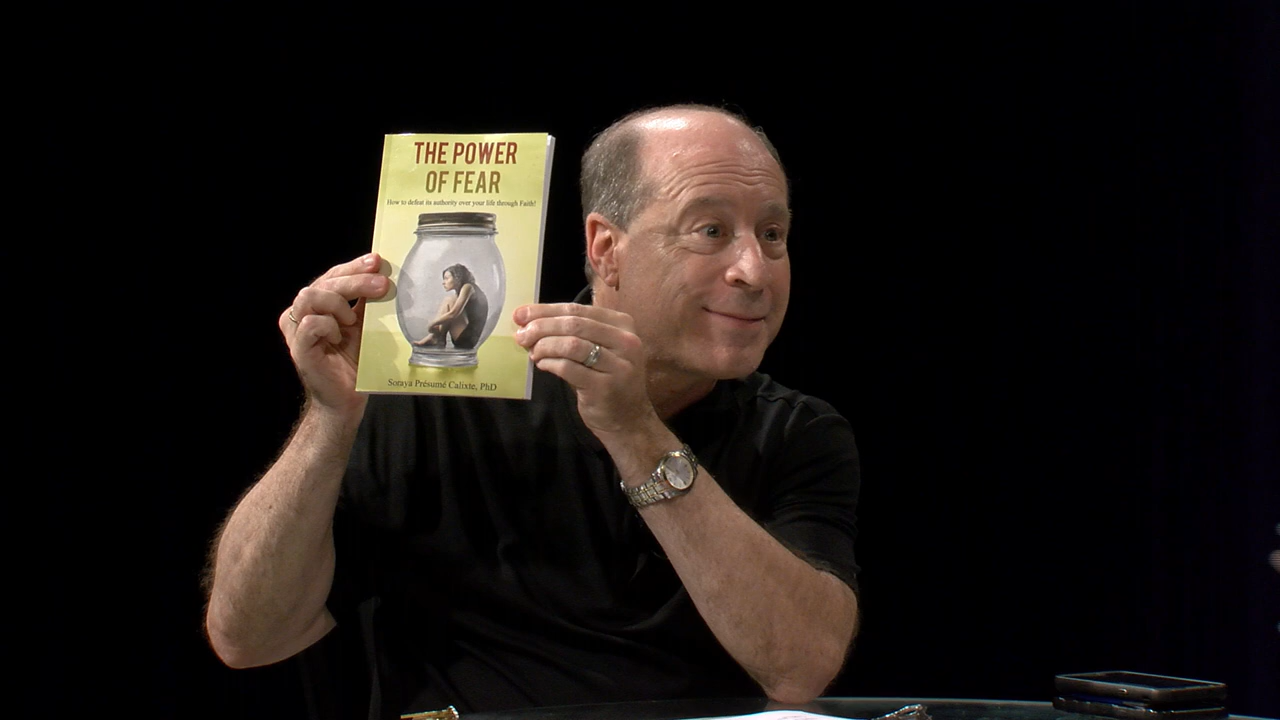 THE POWER
OF FEAR
How to defeat its authority over your life through Faith!
Soraya Présumé Calixte, PhD